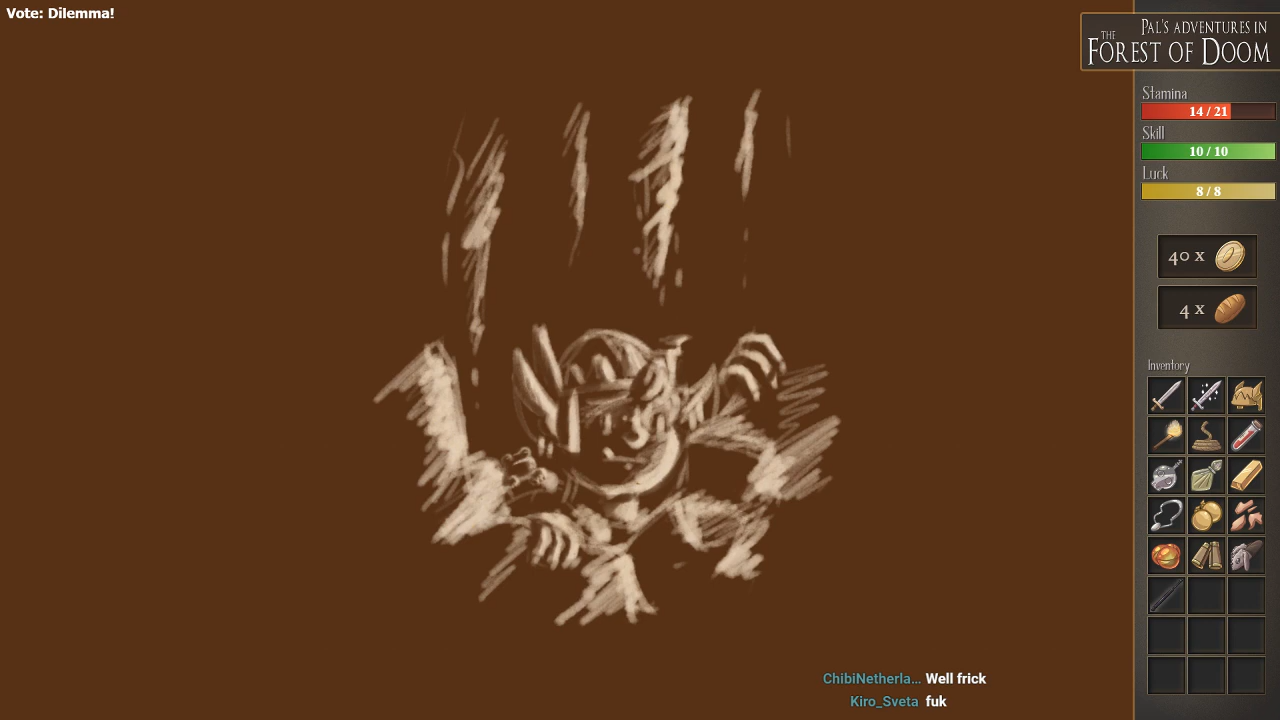 Vote: Dilemma!
PAL'S ADVENTURES IN
THE
FOREST OF DOOM
Stamina
14 / 21
Skill
10 / 10
Luck
8 / 8
40 x
4 x
Inventory
ChibiNetherla... Well frick
Kiro_Sveta fuk